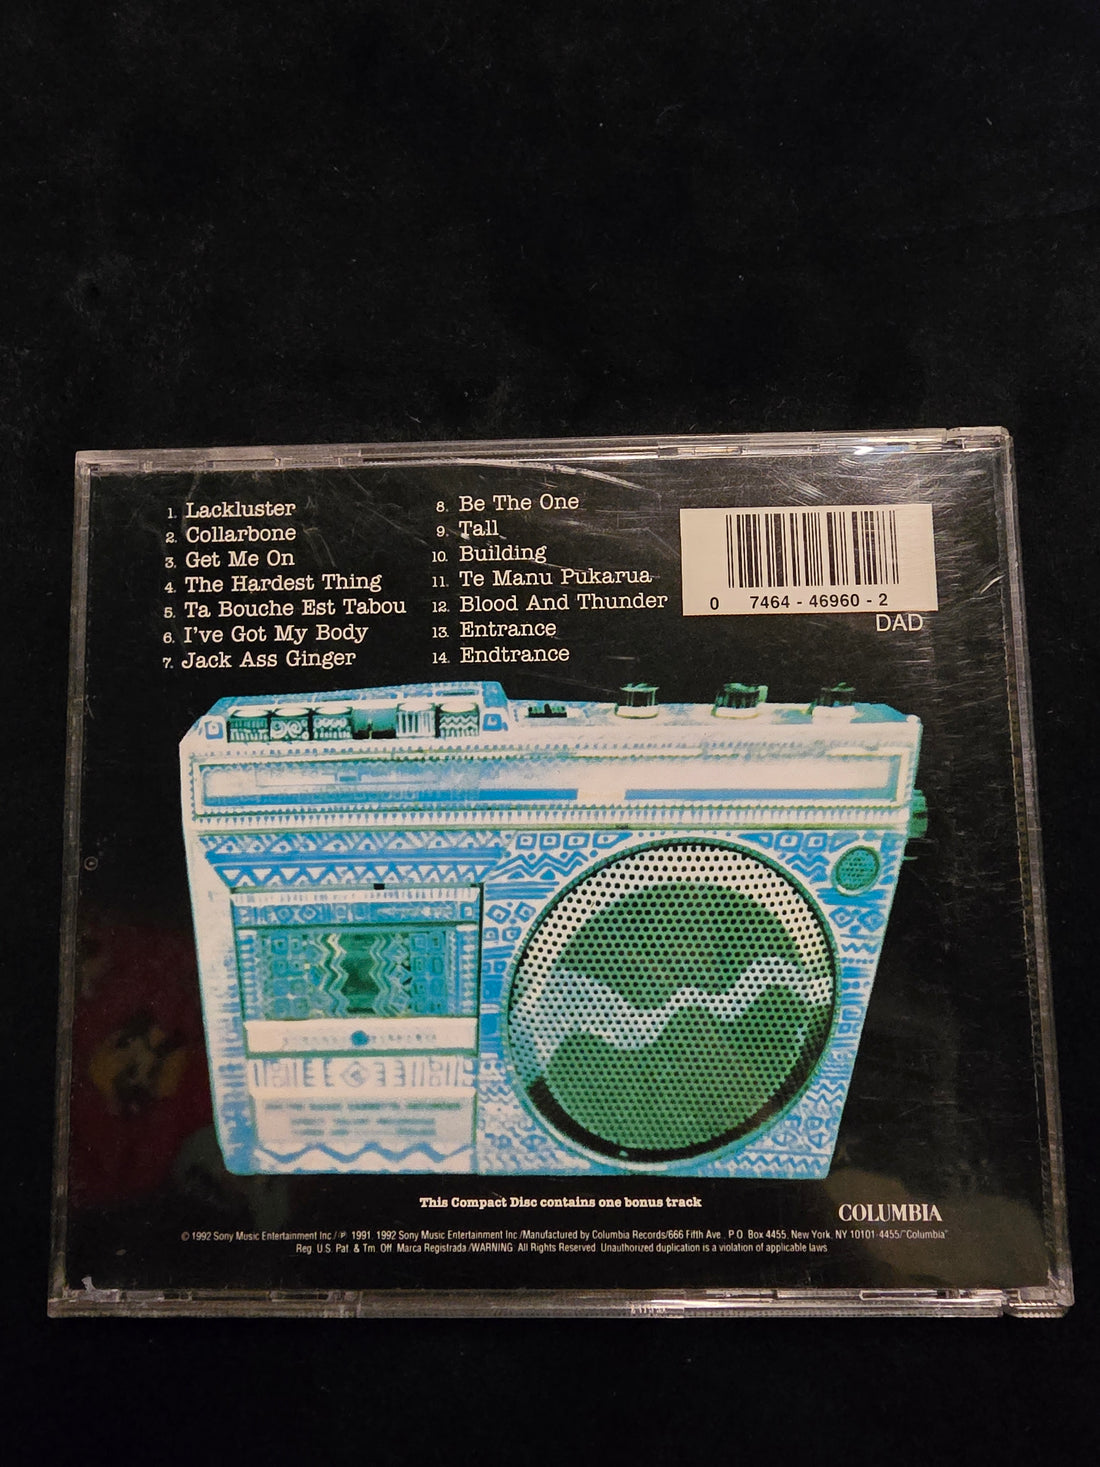 1. Lackluster
2. Collarbone
3. Get Me On
4. The Hardest Thing
5. Ta Bouche Est Tabou
6. I've Got My Body
7. Jack Ass Ginger
8. Be The One
9. Tall
10. Building
11. Te Manu Pukarua
12. Blood And Thunder
13. Entrance
14. Endtrance
0 7464 - 46960 - 2
DAD
This Compact Disc contains one bonus track
COLUMBIA
© 1992 Sony Music Entertainment Inc / ℗ 1991, 1992 Sony Music Entertainment Inc /Manufactured by Columbia Records/666 Fifth Ave., P.O. Box 4455, New York, NY 10101-4455/"Columbia"
Reg. U.S. Pat. & Tm. Off. Marca Registrada /WARNING: All Rights Reserved. Unauthorized duplication is a violation of applicable laws